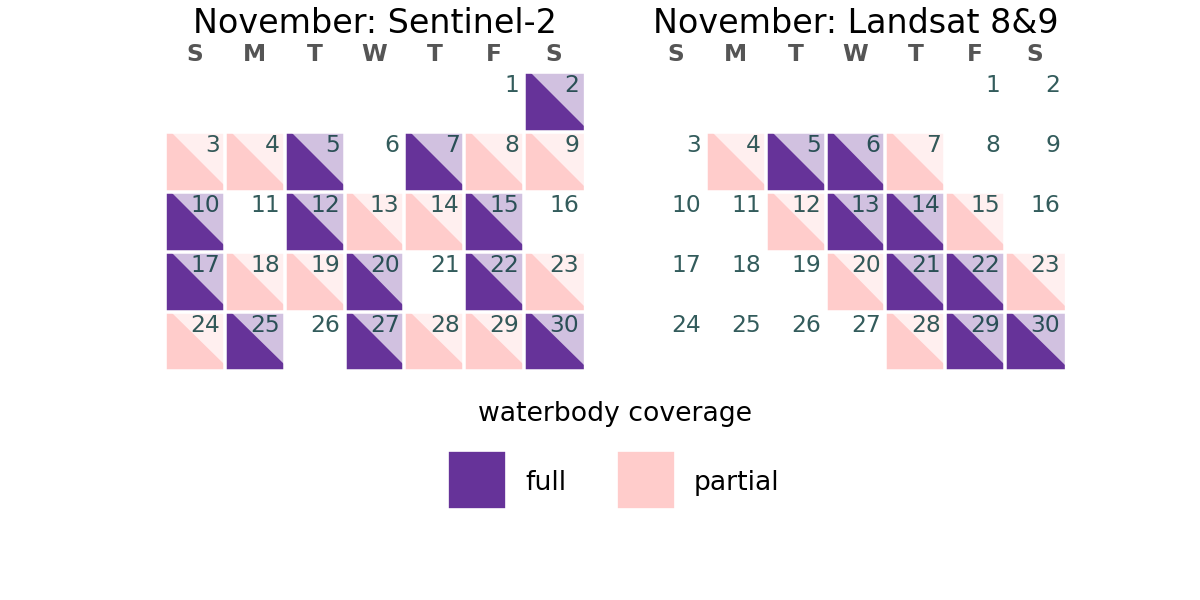 November: Sentinel-2
S M T W T F S
1 2
3 4 5 6 7 8 9
10 11 12 13 14 15 16
17 18 19 20 21 22 23
24 25 26 27 28 29 30
November: Landsat 8&9
S M T W T F S
1 2
3 4 5 6 7 8 9
10 11 12 13 14 15 16
17 18 19 20 21 22 23
24 25 26 27 28 29 30
waterbody coverage
full partial